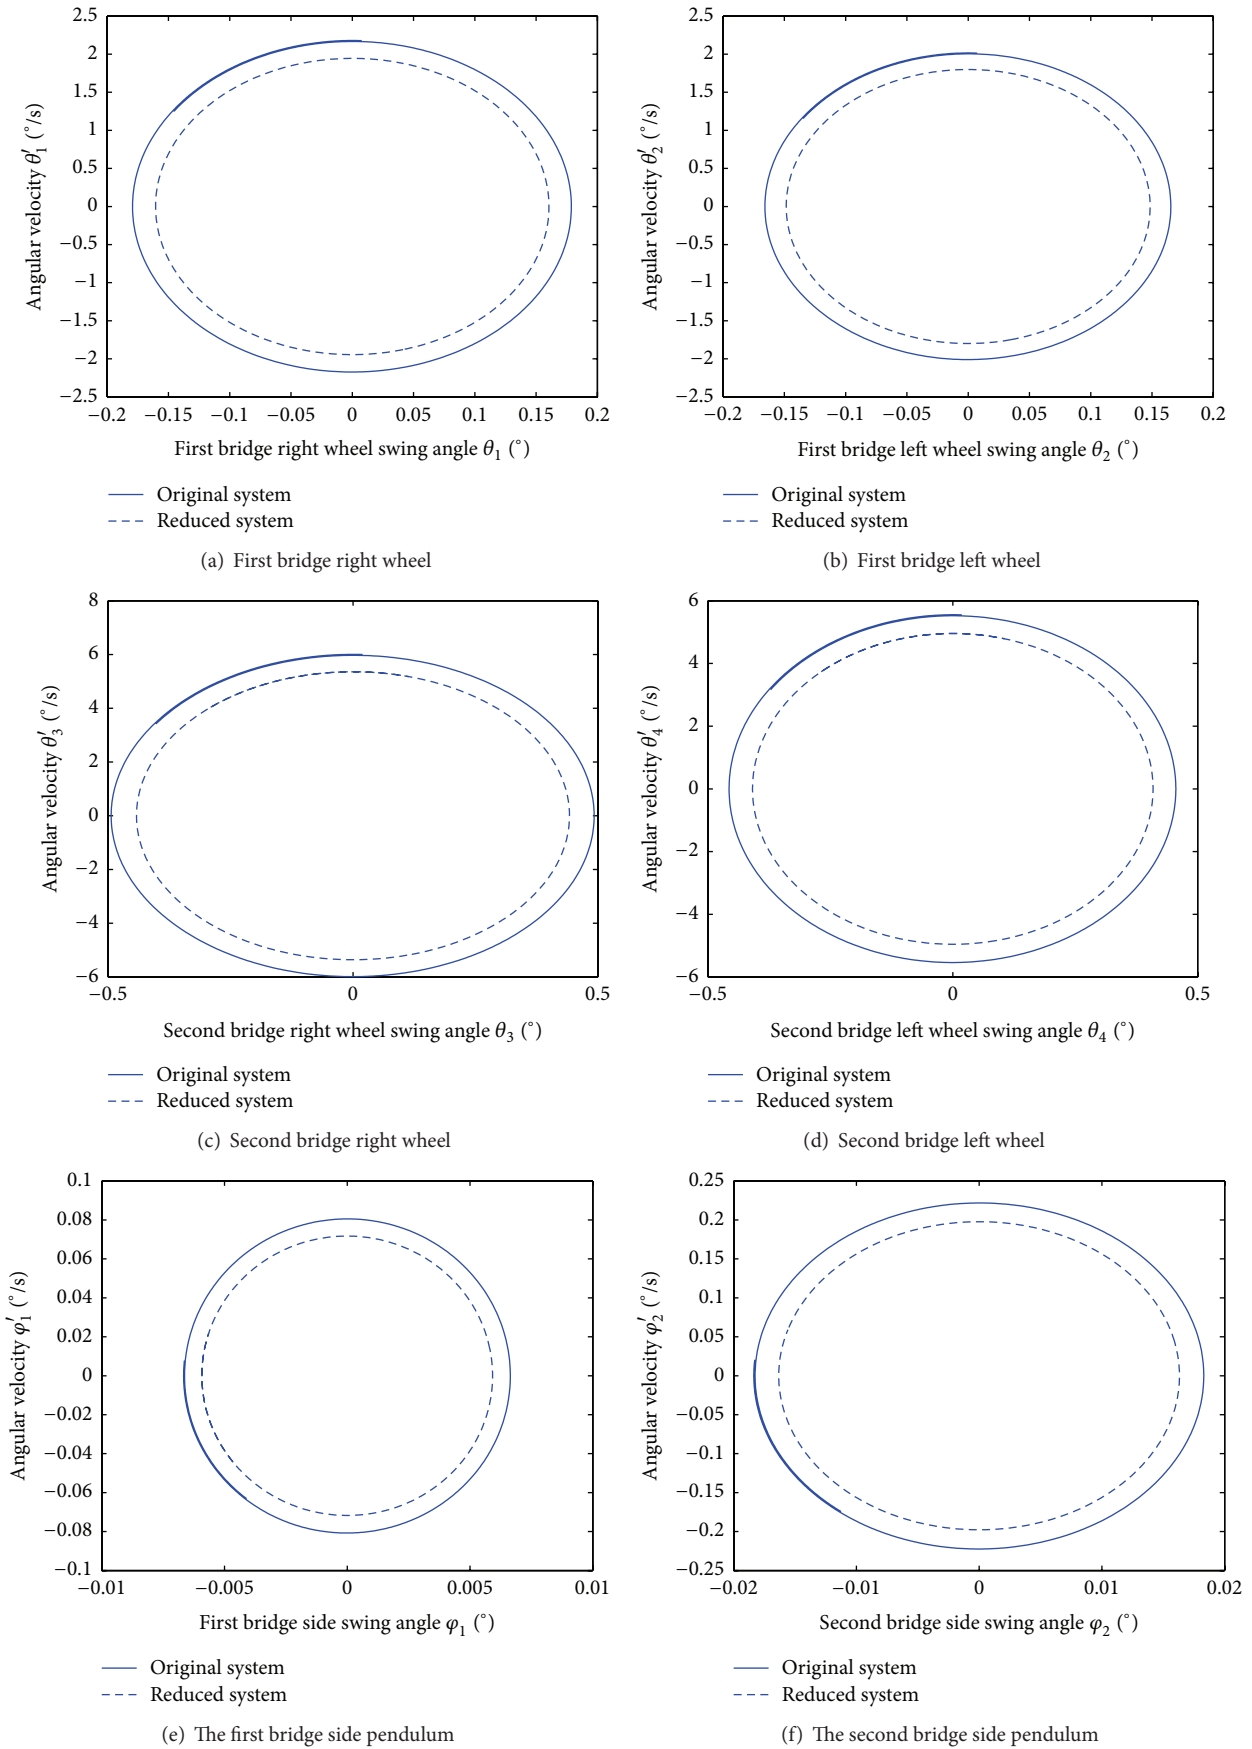 2.5
2
1.5
1
0.5
0
−0.5
−1
−1.5
−2
−2.5
Angular velocity θ′₁ (°/s)
−0.2 −0.15 −0.1 −0.05 0 0.05 0.1 0.15 0.2
First bridge right wheel swing angle θ₁ (°)
Original system
Reduced system
(a) First bridge right wheel
2.5
2
1.5
1
0.5
0
−0.5
−1
−1.5
−2
−2.5
Angular velocity θ′₂ (°/s)
−0.2 −0.15 −0.1 −0.05 0 0.05 0.1 0.15 0.2
First bridge left wheel swing angle θ₂ (°)
Original system
Reduced system
(b) First bridge left wheel
8
6
4
2
0
−2
−4
−6
Angular velocity θ′₃ (°/s)
−0.5 0 0.5
Second bridge right wheel swing angle θ₃ (°)
Original system
Reduced system
(c) Second bridge right wheel
6
4
2
0
−2
−4
−6
Angular velocity θ′₄ (°/s)
−0.5 0 0.5
Second bridge left wheel swing angle θ₄ (°)
Original system
Reduced system
(d) Second bridge left wheel
0.1
0.08
0.06
0.04
0.02
0
−0.02
−0.04
−0.06
−0.08
−0.1
Angular velocity φ′₁ (°/s)
−0.01 −0.005 0 0.005 0.01
First bridge side swing angle φ₁ (°)
Original system
Reduced system
(e) The first bridge side pendulum
0.25
0.2
0.15
0.1
0.05
0
−0.05
−0.1
−0.15
−0.2
−0.25
Angular velocity φ′₂ (°/s)
−0.02 −0.01 0 0.01 0.02
Second bridge side swing angle φ₂ (°)
Original system
Reduced system
(f) The second bridge side pendulum